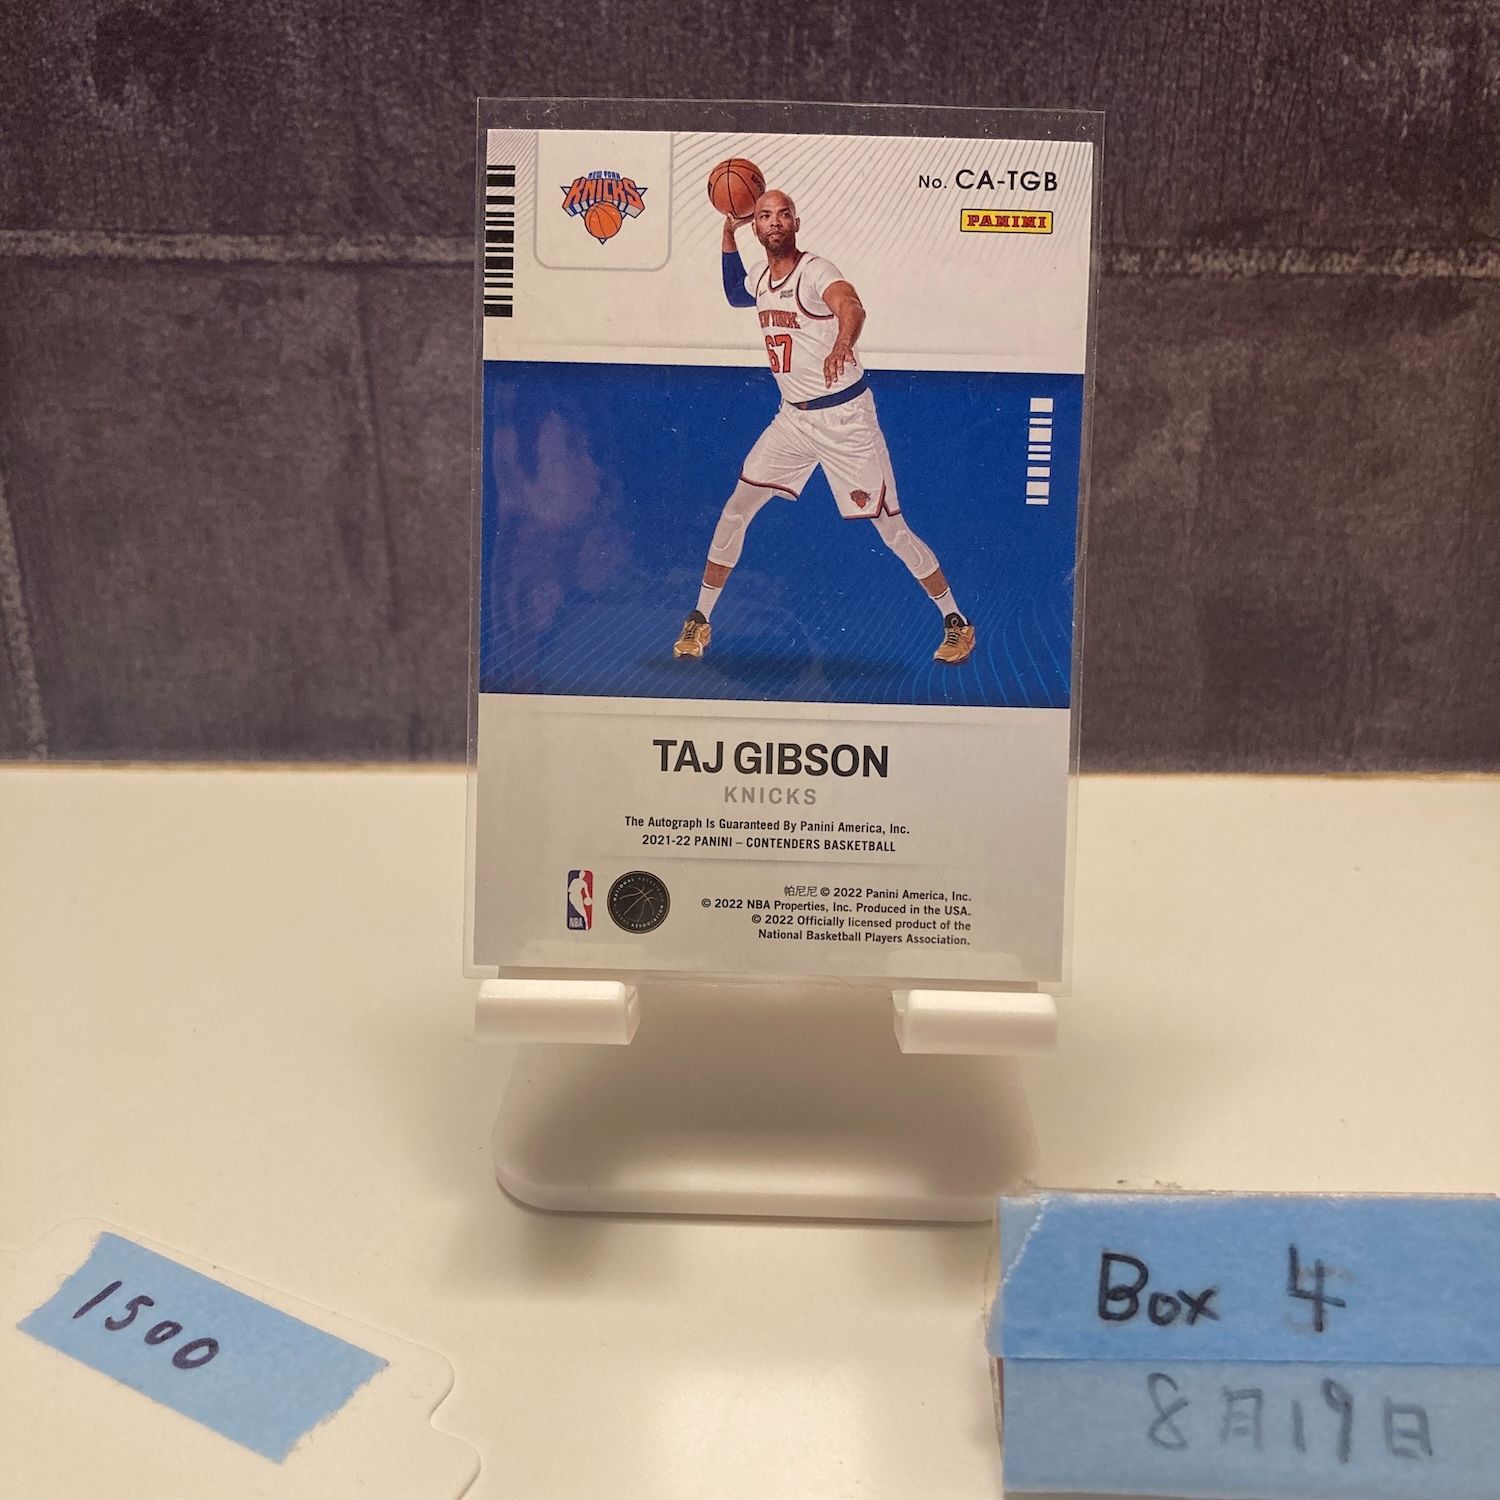 NEW YORK
KNICKS
No. CA-TGB
PANINI
67
TAJ GIBSON
KNICKS
The Autograph Is Guaranteed By Panini America, Inc.
2021-22 PANINI – CONTENDERS BASKETBALL
NBA
NATIONAL BASKETBALL ASSOCIATION
帕尼尼 © 2022 Panini America, Inc.
© 2022 NBA Properties, Inc. Produced in the USA.
© 2022 Officially licensed product of the
National Basketball Players Association.
1500
Box 4
8月19日